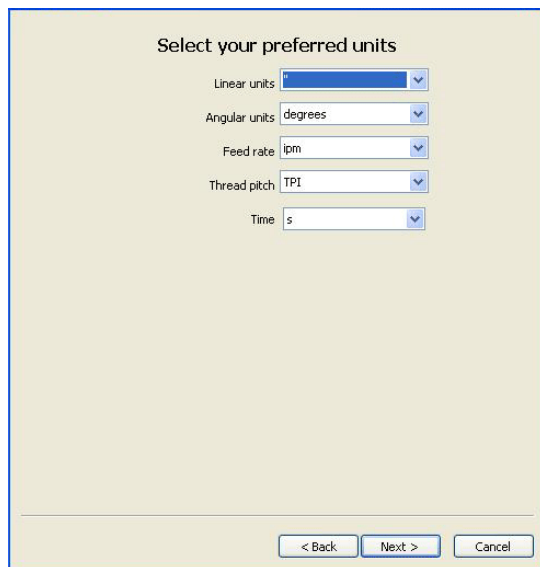 Select your preferred units
Linear units "
Angular units degrees
Feed rate ipm
Thread pitch TPI
Time s
< Back Next > Cancel